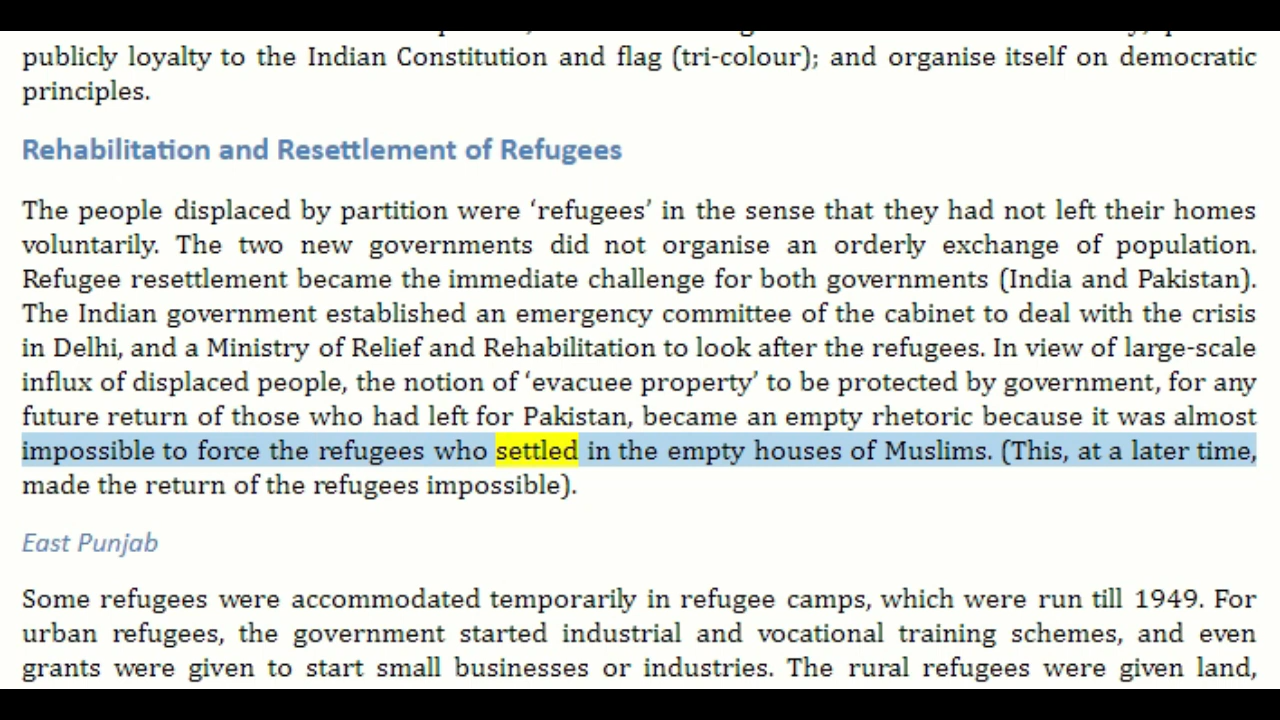 publicly loyalty to the Indian Constitution and flag (tri-colour); and organise itself on democratic
principles.
Rehabilitation and Resettlement of Refugees
The people displaced by partition were ‘refugees’ in the sense that they had not left their homes
voluntarily. The two new governments did not organise an orderly exchange of population.
Refugee resettlement became the immediate challenge for both governments (India and Pakistan).
The Indian government established an emergency committee of the cabinet to deal with the crisis
in Delhi, and a Ministry of Relief and Rehabilitation to look after the refugees. In view of large-scale
influx of displaced people, the notion of ‘evacuee property’ to be protected by government, for any
future return of those who had left for Pakistan, became an empty rhetoric because it was almost
impossible to force the refugees who settled in the empty houses of Muslims. (This, at a later time,
made the return of the refugees impossible).
East Punjab
Some refugees were accommodated temporarily in refugee camps, which were run till 1949. For
urban refugees, the government started industrial and vocational training schemes, and even
grants were given to start small businesses or industries. The rural refugees were given land,